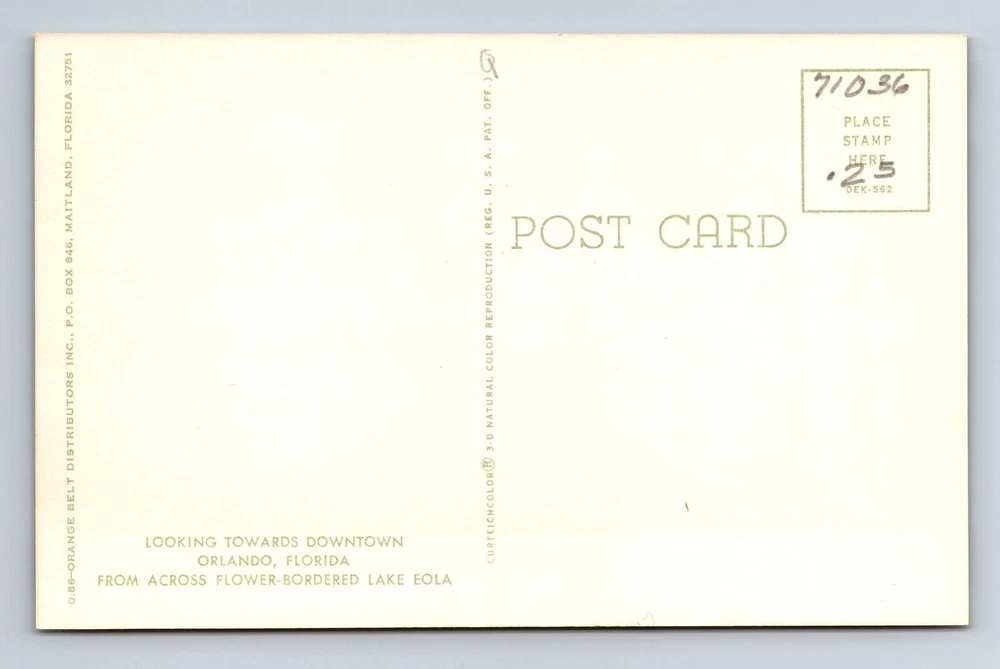 O.86—ORANGE BELT DISTRIBUTORS INC., P.O. BOX 846, MAITLAND, FLORIDA 32751
LOOKING TOWARDS DOWNTOWN
ORLANDO, FLORIDA
FROM ACROSS FLOWER-BORDERED LAKE EOLA
CURTEICHCOLOR® 3-D NATURAL COLOR REPRODUCTION (REG. U. S. A. PAT. OFF.)
Q
POST CARD
71036
PLACE
STAMP
HERE
.25
DEK-562